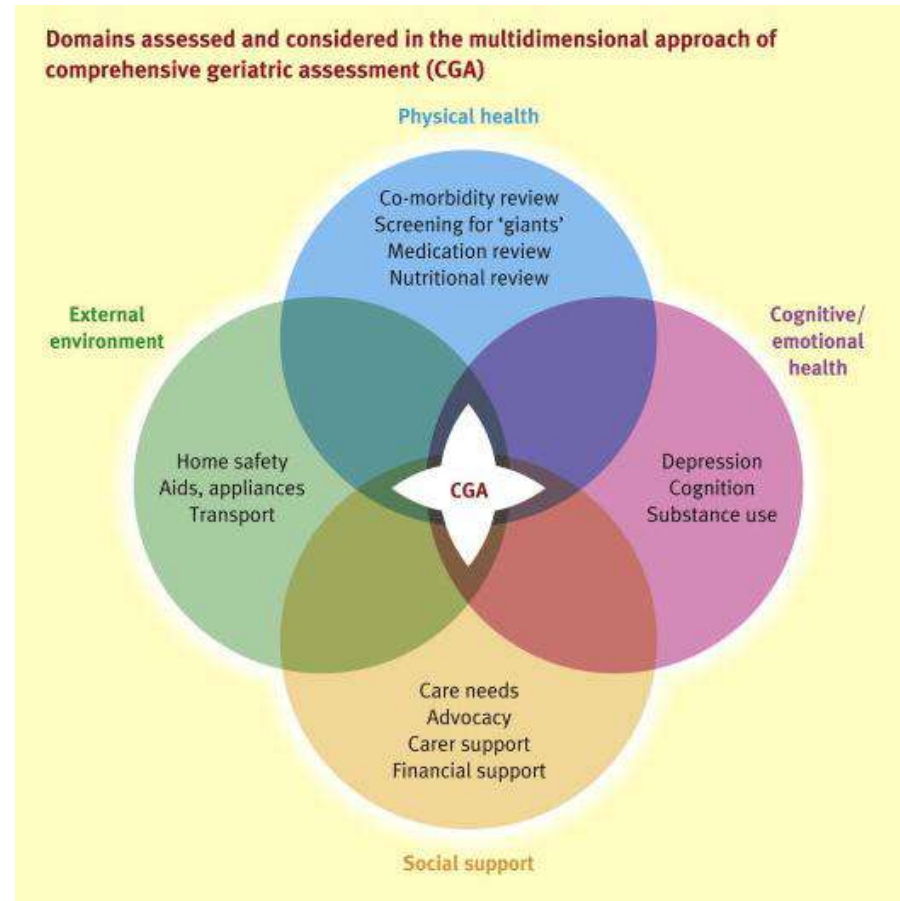 Domains assessed and considered in the multidimensional approach of
comprehensive geriatric assessment (CGA)
Physical health
Co-morbidity review
Screening for ‘giants’
Medication review
Nutritional review
External
environment
Cognitive/
emotional
health
Home safety
Aids, appliances
Transport
CGA
Depression
Cognition
Substance use
Care needs
Advocacy
Carer support
Financial support
Social support